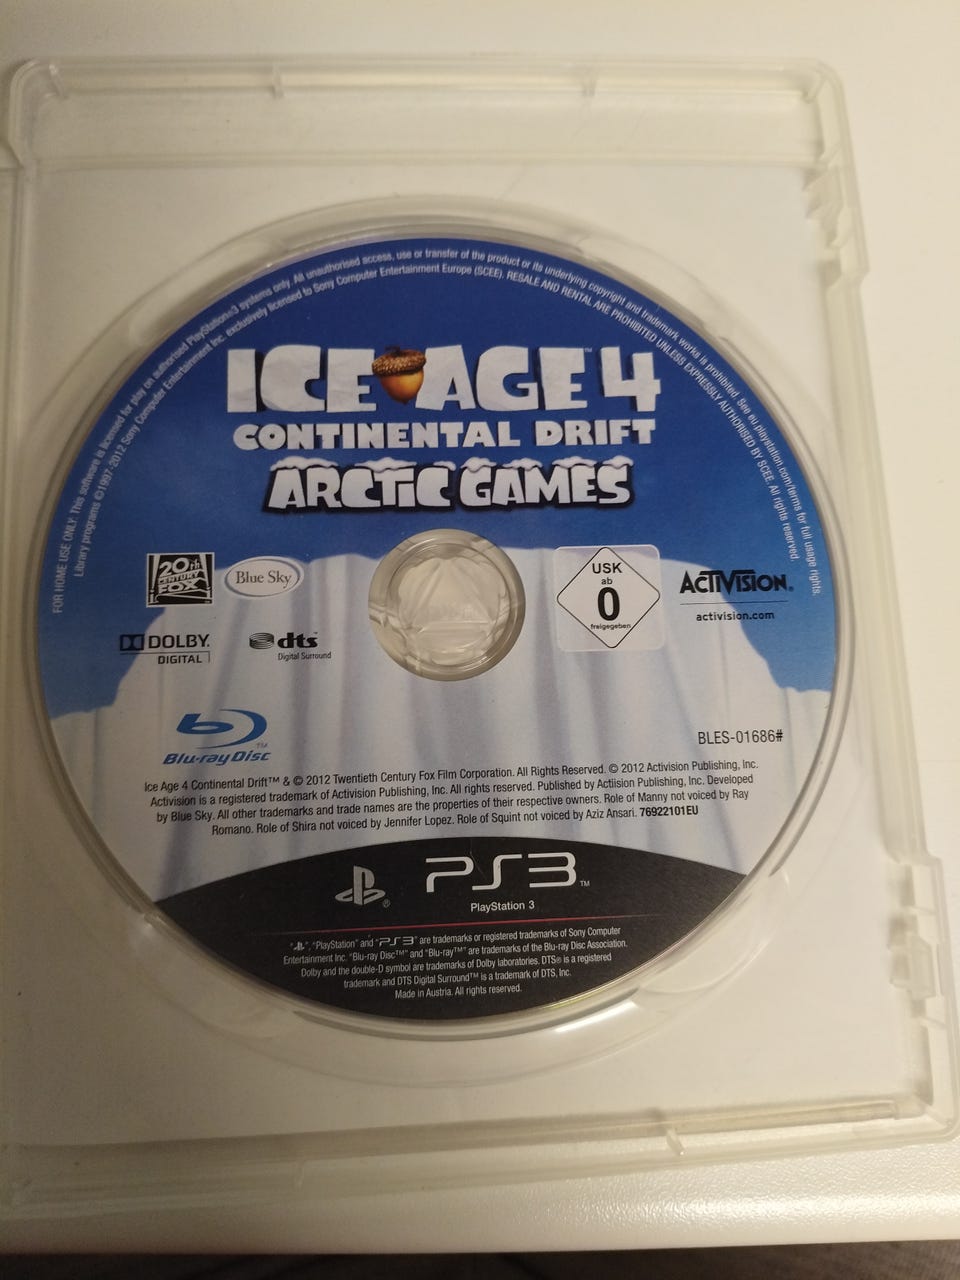 FOR HOME USE ONLY. This software is licensed for play on authorised PlayStation®3 systems only. All unauthorised access, use or transfer of the product or its underlying copyright and trademark works is prohibited. See eu.playstation.com/terms for full usage rights.
Library programs ©1997-2012 Sony Computer Entertainment Inc. exclusively licensed to Sony Computer Entertainment Europe (SCEE). RESALE AND RENTAL ARE PROHIBITED UNLESS EXPRESSLY AUTHORISED BY SCEE. All rights reserved.
ICE AGE 4™
CONTINENTAL DRIFT
ARCTIC GAMES
20th
CENTURY
FOX
Blue Sky
USK
ab
0
freigegeben
ACTIVISION®
activision.com
DOLBY.
DIGITAL
dts™
Digital Surround
Blu-ray Disc™
BLES-01686#
Ice Age 4 Continental Drift™ & © 2012 Twentieth Century Fox Film Corporation. All Rights Reserved. © 2012 Activision Publishing, Inc.
Activision is a registered trademark of Activision Publishing, Inc. All rights reserved. Published by Actiision Publishing, Inc. Developed
by Blue Sky. All other trademarks and trade names are the properties of their respective owners. Role of Manny not voiced by Ray
Romano. Role of Shira not voiced by Jennifer Lopez. Role of Squint not voiced by Aziz Ansari. 76922101EU
PS3™
PlayStation 3
"PS", "PlayStation" and "PS3" are trademarks or registered trademarks of Sony Computer
Entertainment Inc. "Blu-ray Disc™" and "Blu-ray™" are trademarks of the Blu-ray Disc Association.
Dolby and the double-D symbol are trademarks of Dolby laboratories. DTS® is a registered
trademark and DTS Digital Surround™ is a trademark of DTS, Inc.
Made in Austria. All rights reserved.